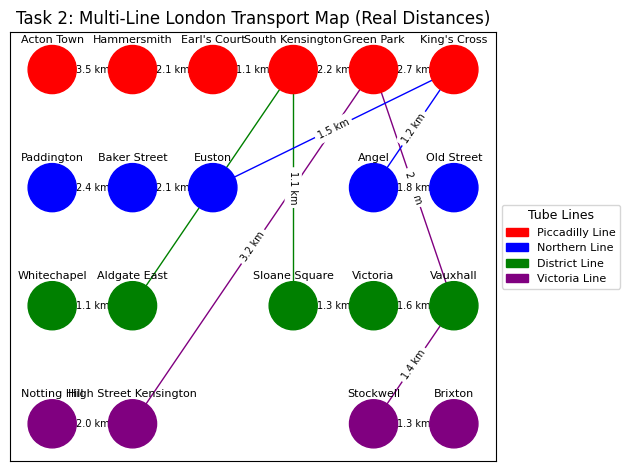 Task 2: Multi-Line London Transport Map (Real Distances)
Acton Town Hammersmith Earl's Court South Kensington Green Park King's Cross
3.5 km 2.1 km 1.1 km 2.2 km 2.7 km
1.5 km 1.2 km
Paddington Baker Street Euston Angel Old Street
2.4 km 2.1 km 1.1 km 1.8 km
3.2 km
Whitechapel Aldgate East Sloane Square Victoria Vauxhall
1.1 km 1.3 km 1.6 km
1.4 km
Notting Hill High Street Kensington Stockwell Brixton
2.0 km 1.3 km
Tube Lines
Piccadilly Line
Northern Line
District Line
Victoria Line